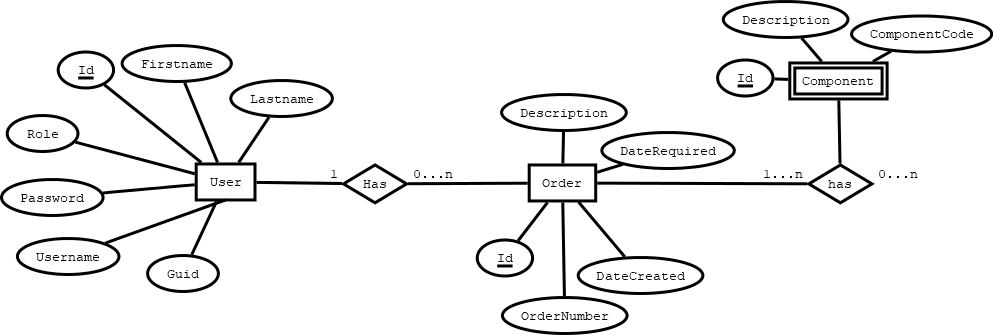 Description
ComponentCode
Id
Component
Id
Firstname
Lastname
Role
Password
Username
Guid
User
1
Has
0...n
Description
DateRequired
Order
Id
DateCreated
OrderNumber
1...n
has
0...n